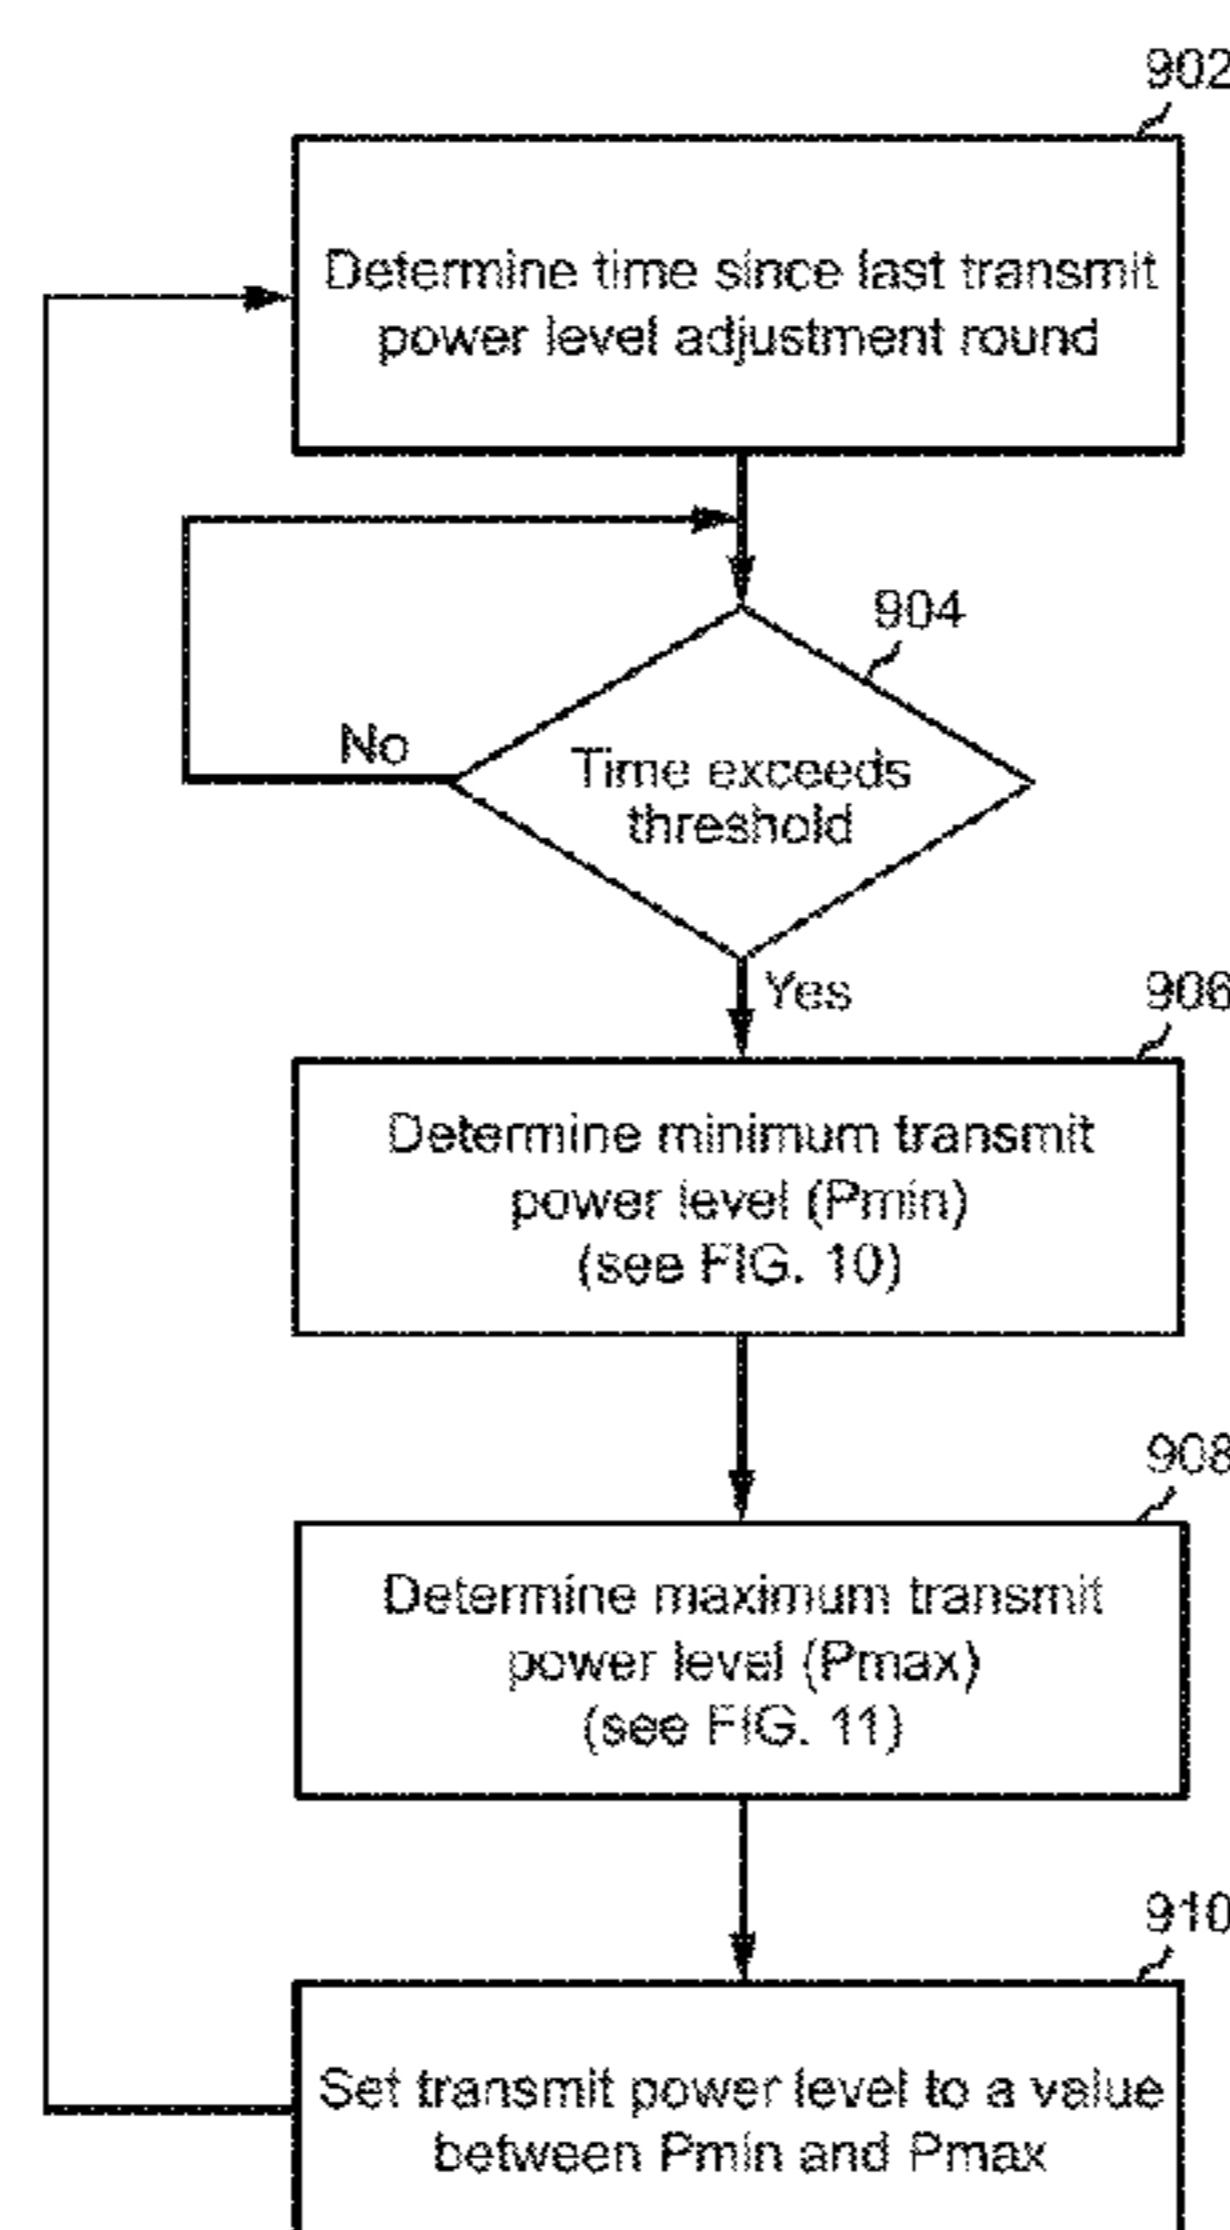 902
Determine time since last transmit
power level adjustment round
904
No
Time exceeds
threshold
Yes
906
Determine minimum transmit
power level (Pmin)
(see FIG. 10)
908
Determine maximum transmit
power level (Pmax)
(see FIG. 11)
910
Set transmit power level to a value
between Pmin and Pmax